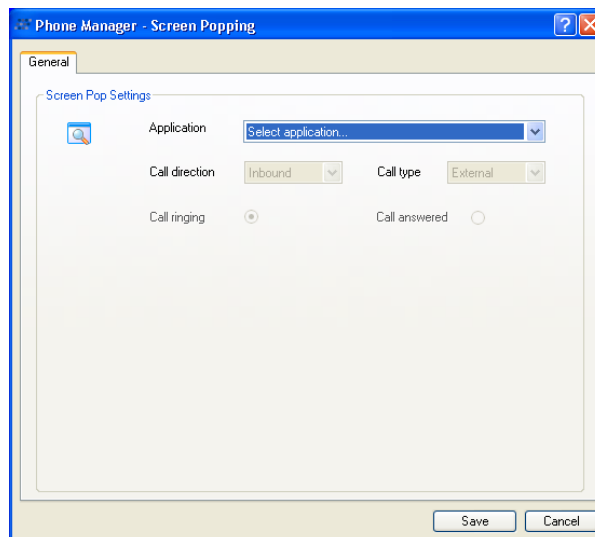 Phone Manager - Screen Popping
General
Screen Pop Settings
Application Select application...
Call direction Inbound Call type External
Call ringing Call answered
Save Cancel